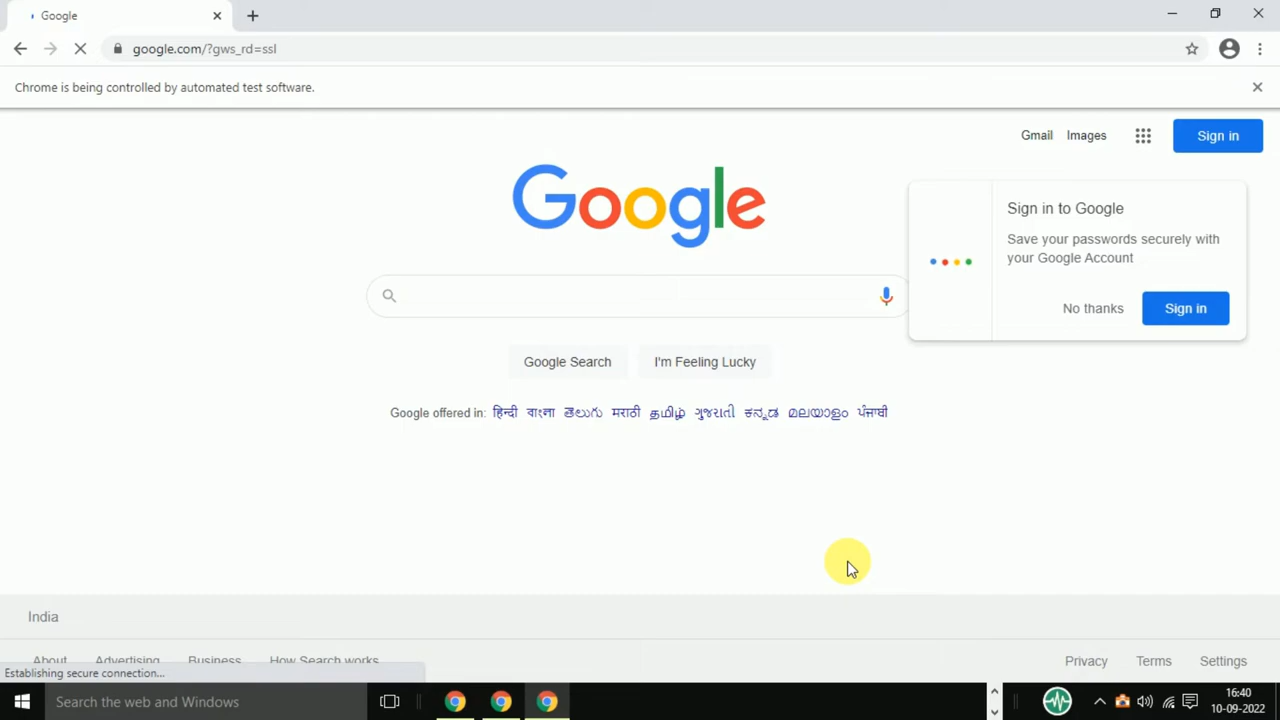 Google
google.com/?gws_rd=ssl
Chrome is being controlled by automated test software.
Gmail Images Sign in
Google
Sign in to Google
Save your passwords securely with
your Google Account
No thanks Sign in
Google Search I'm Feeling Lucky
Google offered in: हिन्दी বাংলা తెలుగు मराठी தமிழ் ગુજરાતી ಕನ್ನಡ മലയാളം ਪੰਜਾਬੀ
India
About Advertising Business How Search works Privacy Terms Settings
Establishing secure connection...
Search the web and Windows
16:40
10-09-2022